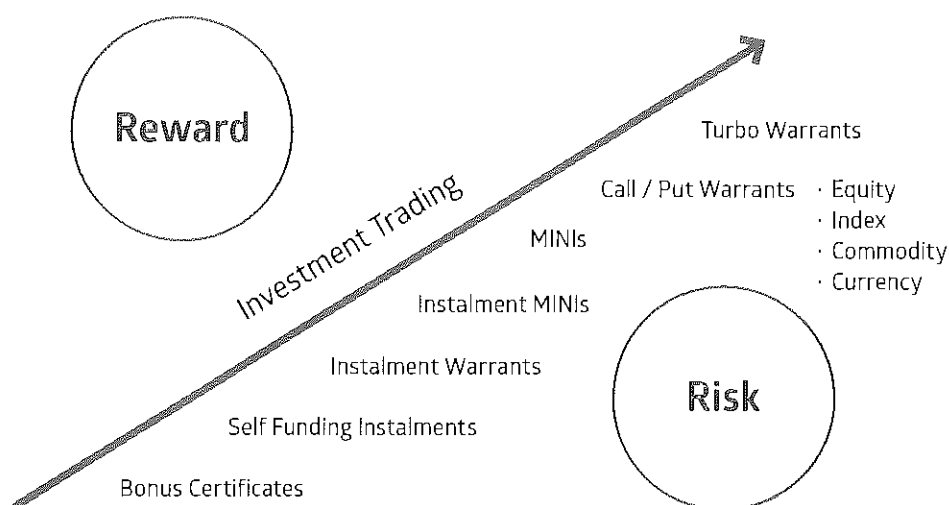 Reward
Investment Trading
Turbo Warrants
Call / Put Warrants · Equity
· Index
· Commodity
· Currency
MINIs
Instalment MINIs
Instalment Warrants
Risk
Self Funding Instalments
Bonus Certificates